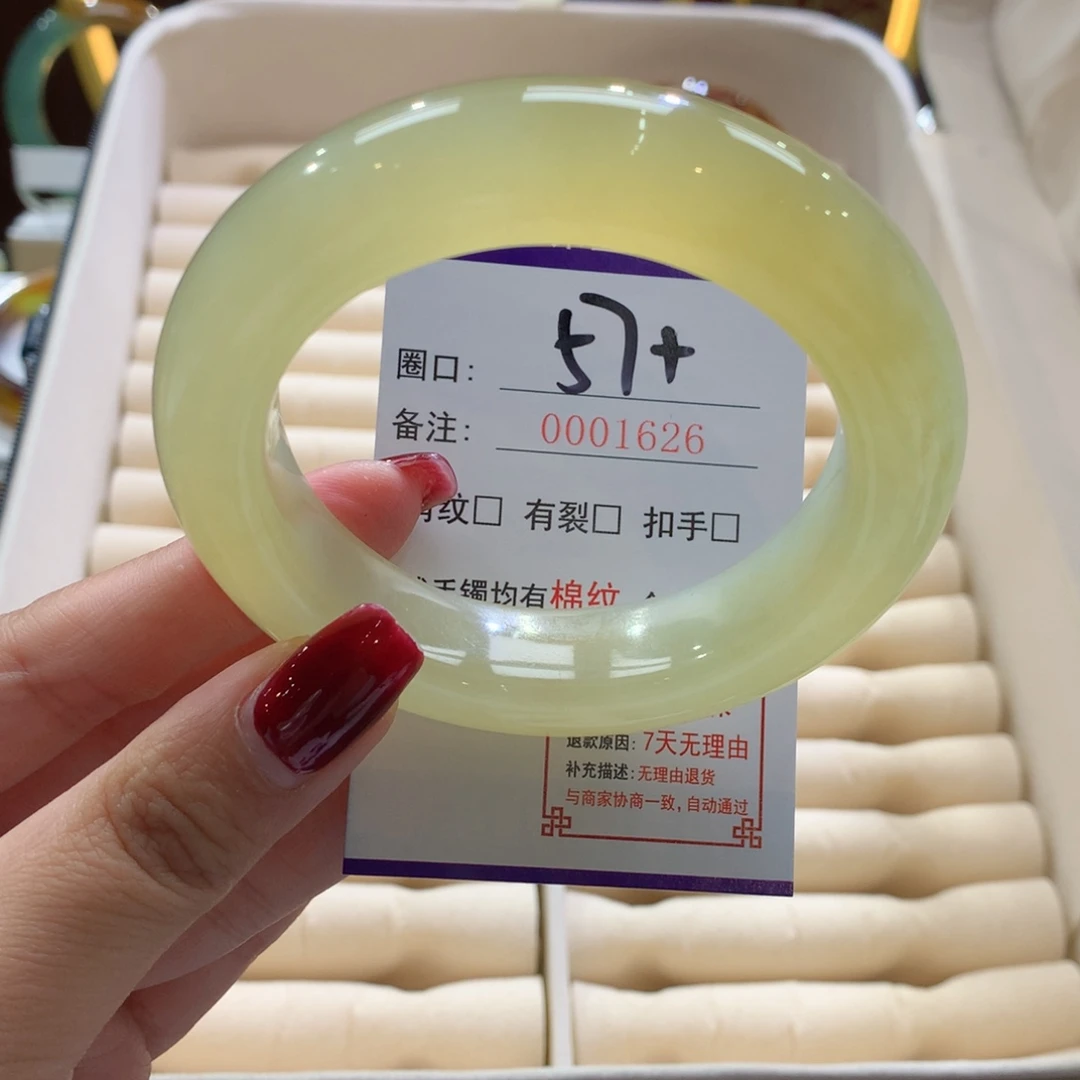 圈口: 57+
备注: 0001626
纹□ 有裂□ 扣手□
手镯均有棉纹
退款原因: 7天无理由
补充描述: 无理由退货
与商家协商一致, 自动通过